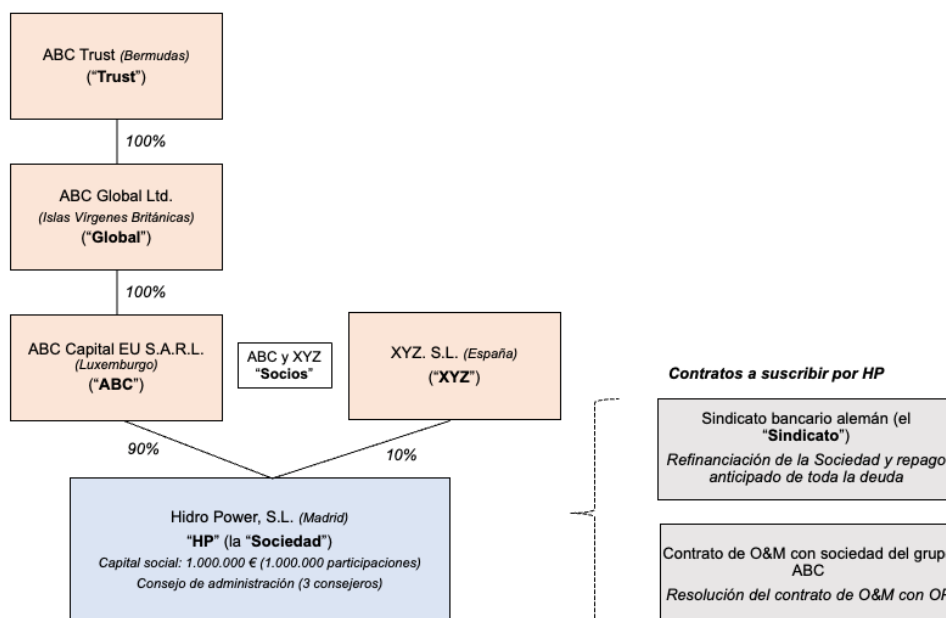 ABC Trust (Bermudas)
(“Trust”)
100%
ABC Global Ltd.
(Islas Vírgenes Británicas)
(“Global”)
100%
ABC Capital EU S.A.R.L.
(Luxemburgo)
(“ABC”)
ABC y XYZ
“Socios”
XYZ. S.L. (España)
(“XYZ”)
90%
10%
Hidro Power, S.L. (Madrid)
“HP” (la “Sociedad”)
Capital social: 1.000.000 € (1.000.000 participaciones)
Consejo de administración (3 consejeros)
Contratos a suscribir por HP
Sindicato bancario alemán (el
“Sindicato”)
Refinanciación de la Sociedad y repago
anticipado de toda la deuda
Contrato de O&M con sociedad del grup
ABC
Resolución del contrato de O&M con